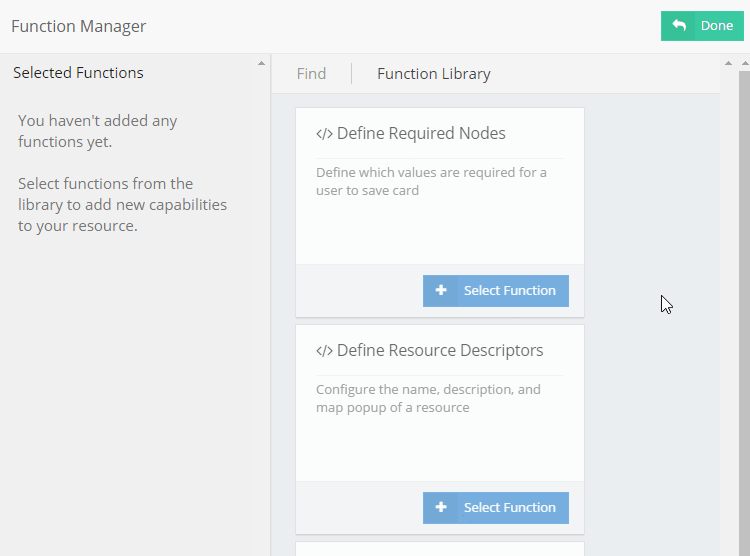 Function Manager
Done
Selected Functions
You haven't added any
functions yet.
Select functions from the
library to add new capabilities
to your resource.
Find
Function Library
</> Define Required Nodes
Define which values are required for a
user to save card
Select Function
</> Define Resource Descriptors
Configure the name, description, and
map popup of a resource
Select Function